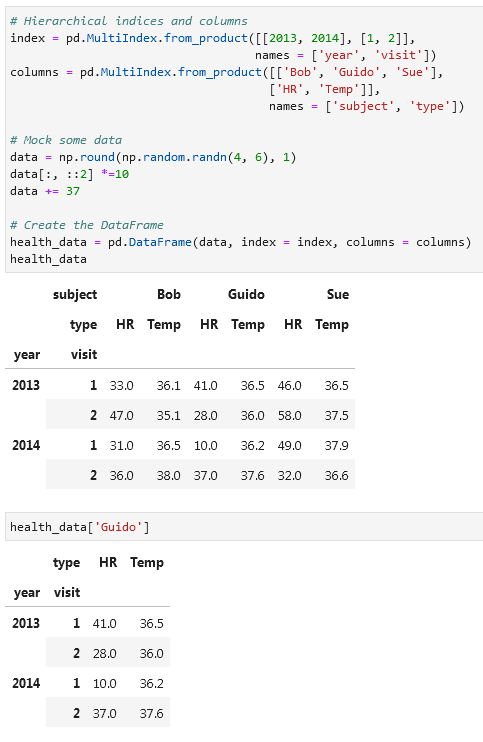 # Hierarchical indices and columns
index = pd.MultiIndex.from_product([[2013, 2014], [1, 2]],
names = ['year', 'visit'])
columns = pd.MultiIndex.from_product([['Bob', 'Guido', 'Sue'],
['HR', 'Temp']],
names = ['subject', 'type'])
# Mock some data
data = np.round(np.random.randn(4, 6), 1)
data[:, ::2] *=10
data += 37
# Create the DataFrame
health_data = pd.DataFrame(data, index = index, columns = columns)
health_data
subject Bob Guido Sue
type HR Temp HR Temp HR Temp
year visit
2013 1 33.0 36.1 41.0 36.5 46.0 36.5
2 47.0 35.1 28.0 36.0 58.0 37.5
2014 1 31.0 36.5 10.0 36.2 49.0 37.9
2 36.0 38.0 37.0 37.6 32.0 36.6
health_data['Guido']
type HR Temp
year visit
2013 1 41.0 36.5
2 28.0 36.0
2014 1 10.0 36.2
2 37.0 37.6